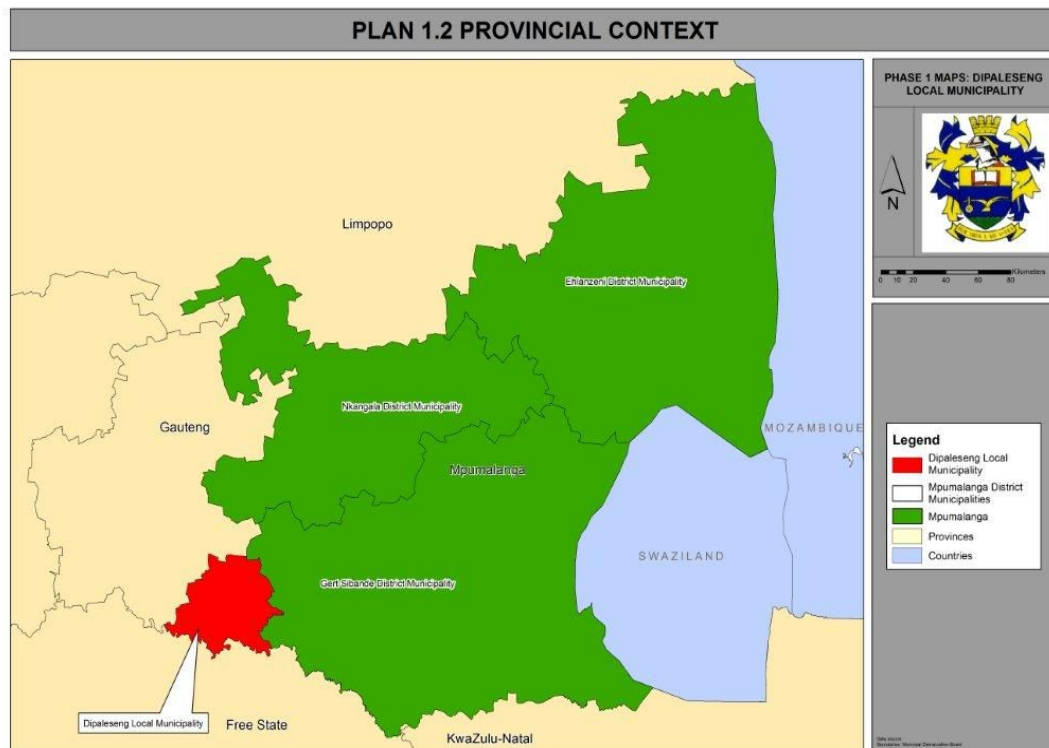 PLAN 1.2 PROVINCIAL CONTEXT
PHASE 1 MAPS: DIPALESENG
LOCAL MUNICIPALITY
N
Kilometers
0 10 20 40 60 80
Limpopo
Ehlanzeni District Municipality
Nkangala District Municipality
Gauteng
Mpumalanga
MOZAMBIQUE
SWAZILAND
Gert Sibande District Municipality
Dipaleseng Local Municipality
Free State
KwaZulu-Natal
Legend
Dipaleseng Local
Municipality
Mpumalanga District
Municipalities
Mpumalanga
Provinces
Countries